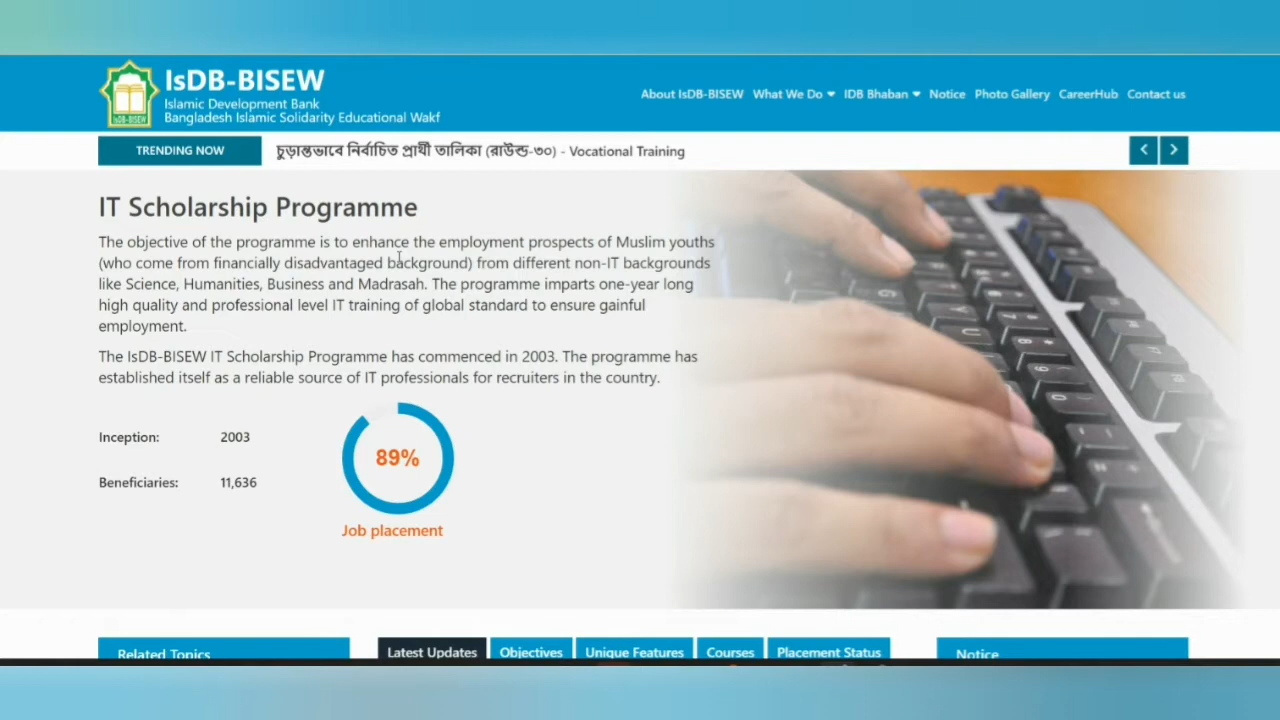 IsDB-BISEW
Islamic Development Bank
Bangladesh Islamic Solidarity Educational Wakf
IsDB-BISEW
About IsDB-BISEW What We Do IDB Bhaban Notice Photo Gallery CareerHub Contact us
TRENDING NOW
চুড়ান্তভাবে নির্বাচিত প্রার্থী তালিকা (রাউন্ড-৩০) - Vocational Training
IT Scholarship Programme
The objective of the programme is to enhance the employment prospects of Muslim youths
(who come from financially disadvantaged background) from different non-IT backgrounds
like Science, Humanities, Business and Madrasah. The programme imparts one-year long
high quality and professional level IT training of global standard to ensure gainful
employment.
The IsDB-BISEW IT Scholarship Programme has commenced in 2003. The programme has
established itself as a reliable source of IT professionals for recruiters in the country.
Inception: 2003
Beneficiaries: 11,636
89%
Job placement
Related Topics
Latest Updates Objectives Unique Features Courses Placement Status
Notice